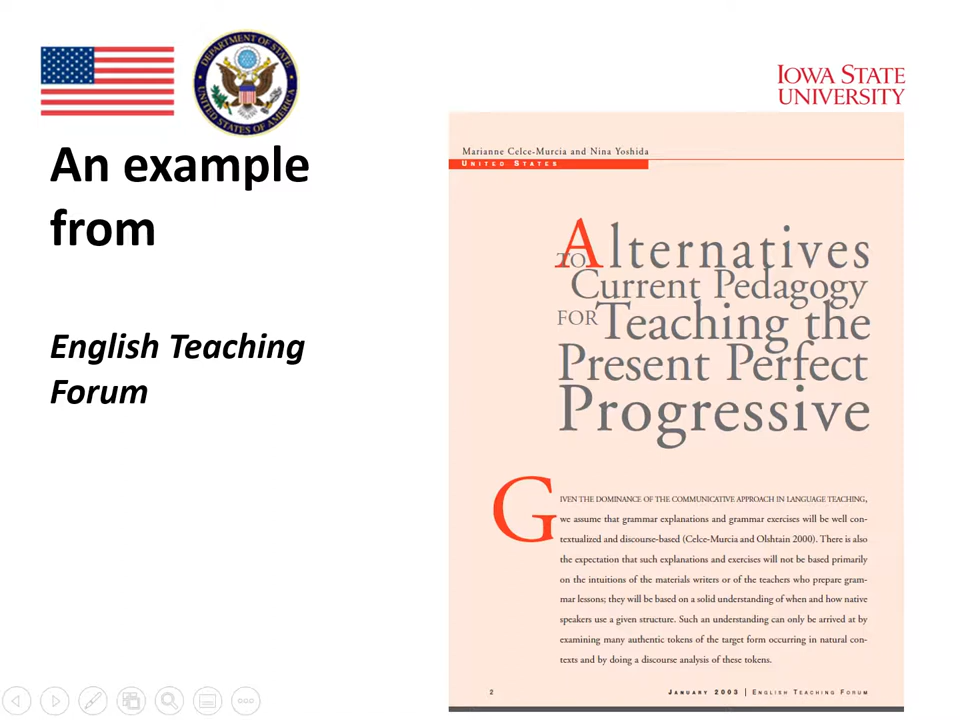 DEPARTMENT OF STATE
UNITED STATES OF AMERICA
IOWA STATE
UNIVERSITY
An example
from
English Teaching
Forum
Marianne Celce-Murcia and Nina Yoshida
UNITED STATES
Alternatives
TO
Current Pedagogy
FOR Teaching the
Present Perfect
Progressive
GIVEN THE DOMINANCE OF THE COMMUNICATIVE APPROACH IN LANGUAGE TEACHING,
we assume that grammar explanations and grammar exercises will be well con-
textualized and discourse-based (Celce-Murcia and Olshtain 2000). There is also
the expectation that such explanations and exercises will not be based primarily
on the intuitions of the materials writers or of the teachers who prepare gram-
mar lessons; they will be based on a solid understanding of when and how native
speakers use a given structure. Such an understanding can only be arrived at by
examining many authentic tokens of the target form occurring in natural con-
texts and by doing a discourse analysis of these tokens.
2 JANUARY 2003 | ENGLISH TEACHING FORUM